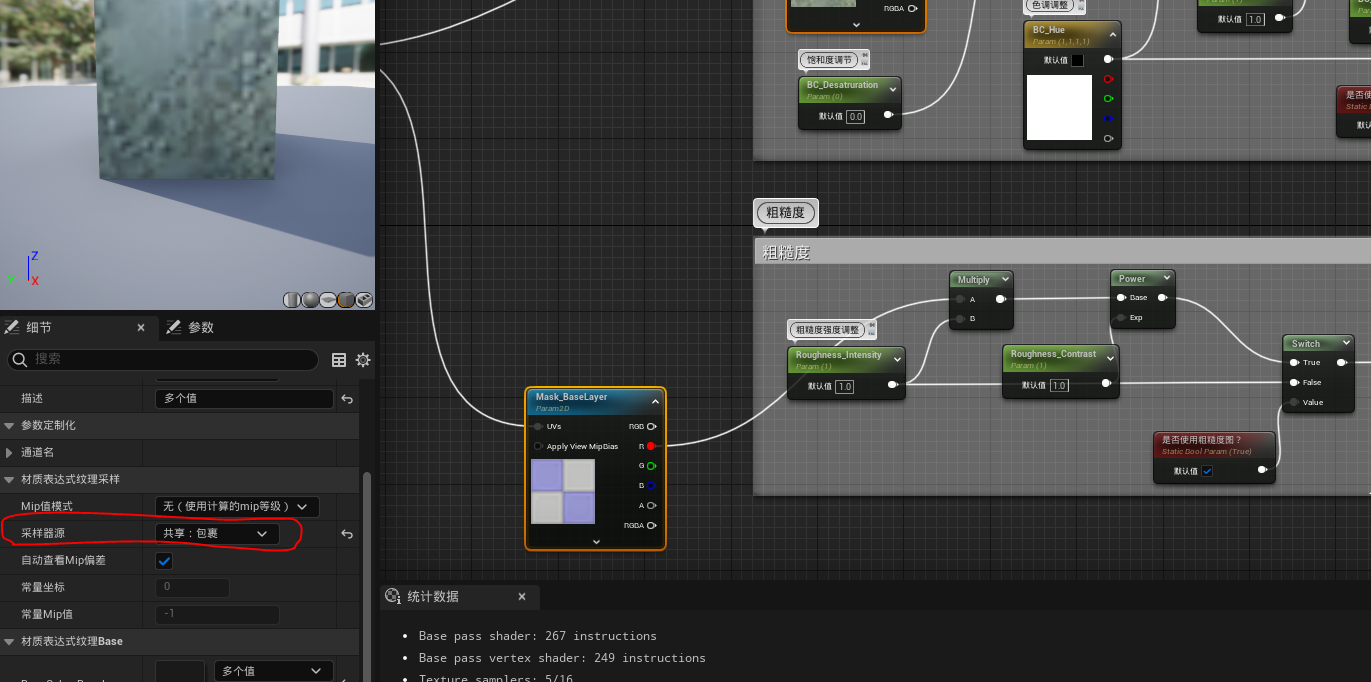 RGBA
饱和度调节
BC_Desatruration
Param (0)
默认值 0.0
色调调整
BC_Hue
Param (1,1,1,1)
默认值
默认值 1.0
是否使
Static
默认
粗糙度
粗糙度
Multiply
A
B
Power
Base
Exp
粗糙度强度调整
Roughness_Intensity
Param (1)
默认值 1.0
Roughness_Contrast
Param (1)
默认值 1.0
Switch
True
False
Value
是否使用粗糙度图？
Static Bool Param (True)
默认值
Mask_BaseLayer
Param2D
UVs
Apply View MipBias
RGB
R
G
B
A
RGBA
Z
Y
X
细节
参数
搜索
描述
多个值
参数定制化
通道名
材质表达式纹理采样
Mip值模式
无（使用计算的mip等级）
采样器源
共享：包裹
自动查看Mip偏差
常量坐标
0
常量Mip值
-1
材质表达式纹理Base
多个值
统计数据
Base pass shader: 267 instructions
Base pass vertex shader: 249 instructions
Texture samplers: 5/16